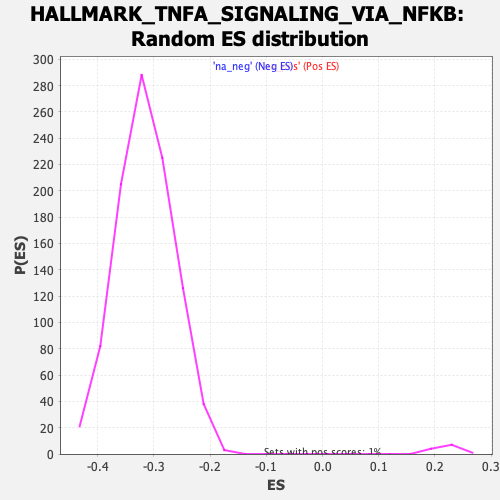 HALLMARK_TNFA_SIGNALING_VIA_NFKB:
Random ES distribution
'na_neg' (Neg ES)s' (Pos ES)
300
280
260
240
220
200
180
160
140
120
100
80
60
40
20
0
P(ES)
Sets with pos scores: 1%
-0.4 -0.3 -0.2 -0.1 0.0 0.1 0.2 0.3
ES